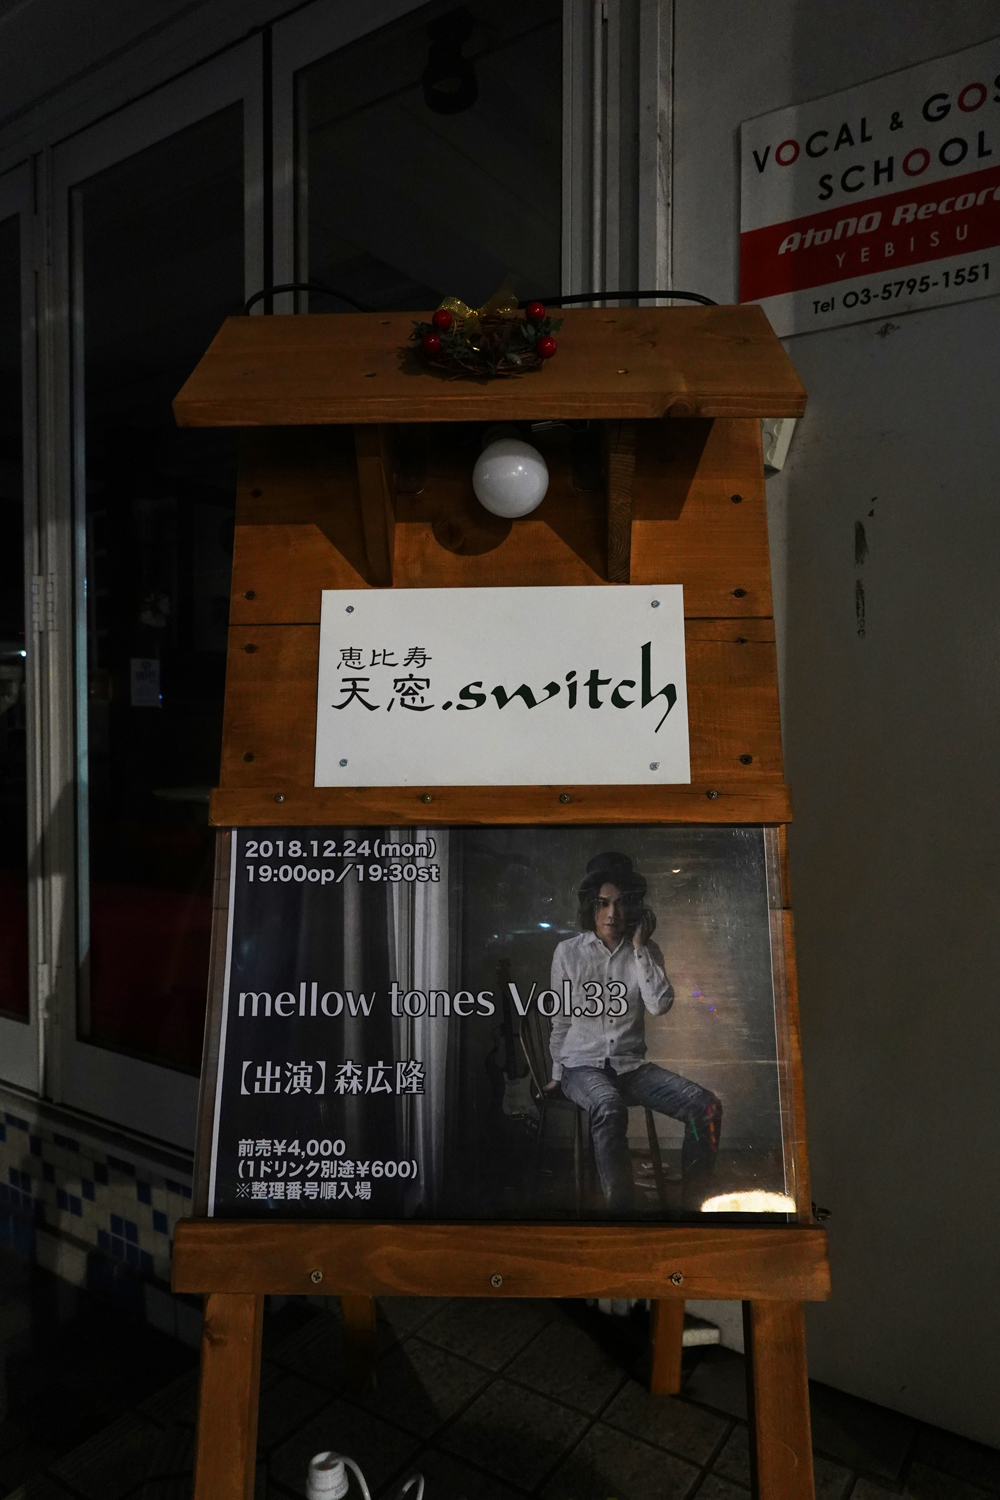 VOCAL & GOS
SCHOOL
AtoNO Recor
YEBISU
Tel 03-5795-1551
恵比寿
天窓.switch
2018.12.24(mon)
19:00op／19:30st
mellow tones Vol.33
【出演】森広隆
前売¥4,000
(1ドリンク別途¥600)
※整理番号順入場